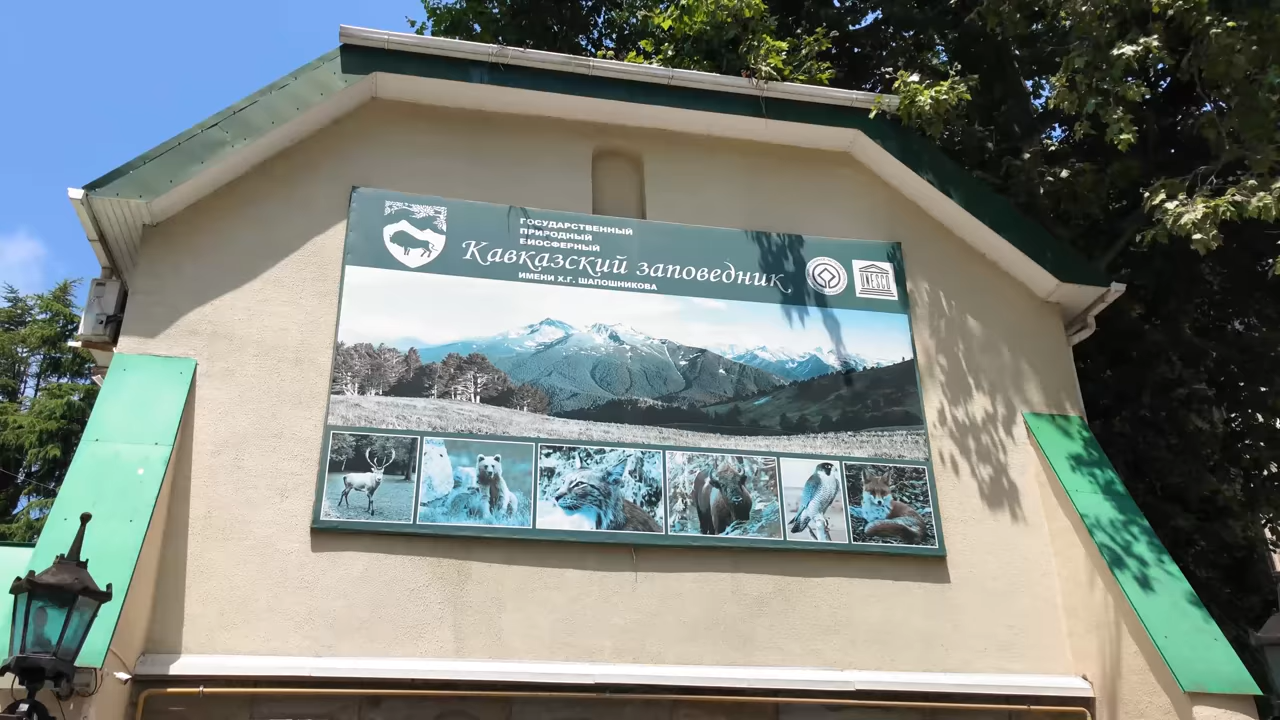 ГОСУДАРСТВЕННЫЙ
ПРИРОДНЫЙ
БИОСФЕРНЫЙ
Кавказский заповедник
ИМЕНИ Х.Г. ШАПОШНИКОВА
UNESCO